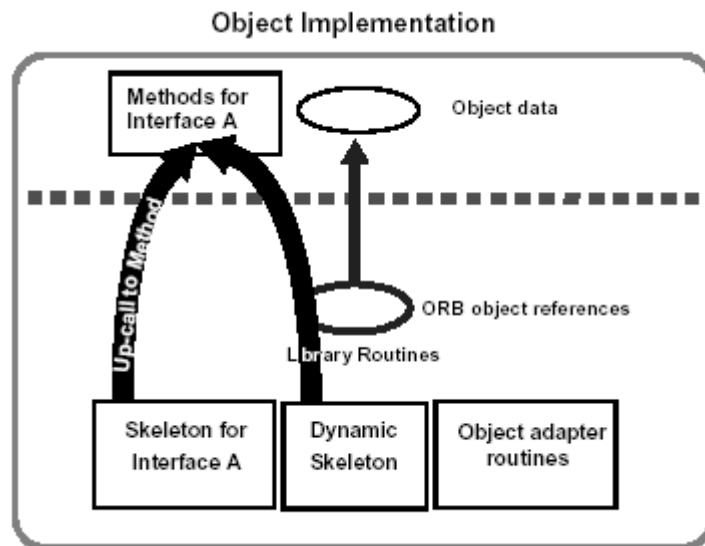 Object Implementation
Methods for
Interface A
Object data
Up-call to Method
ORB object references
Library Routines
Skeleton for
Interface A
Dynamic
Skeleton
Object adapter
routines